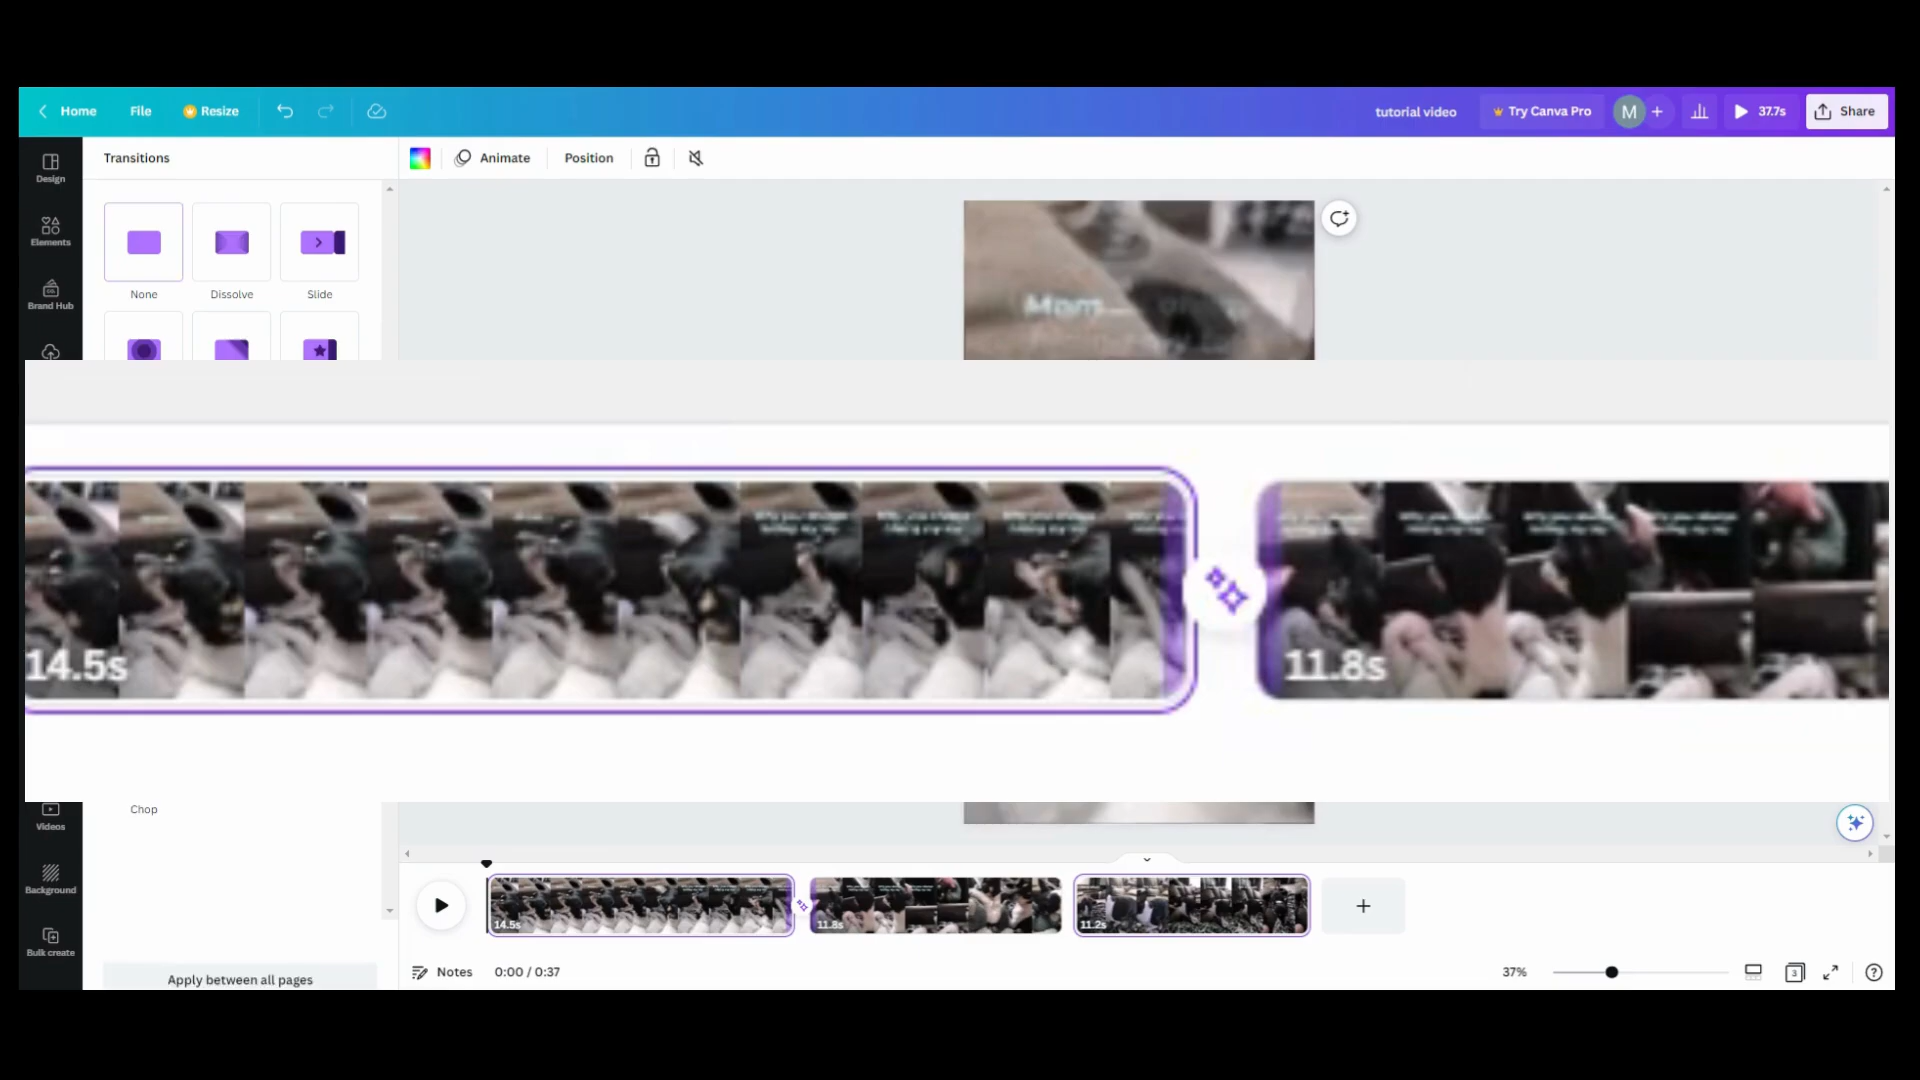 Home File Resize
tutorial video Try Canva Pro M + 37.7s Share
Transitions
Animate Position
Design
Elements
Brand Hub
None Dissolve Slide
Mom
14.5s
11.8s
Chop
Videos
Background
Bulk create
14.5s
11.8s
11.2s
Apply between all pages
Notes 0:00 / 0:37
37%
3